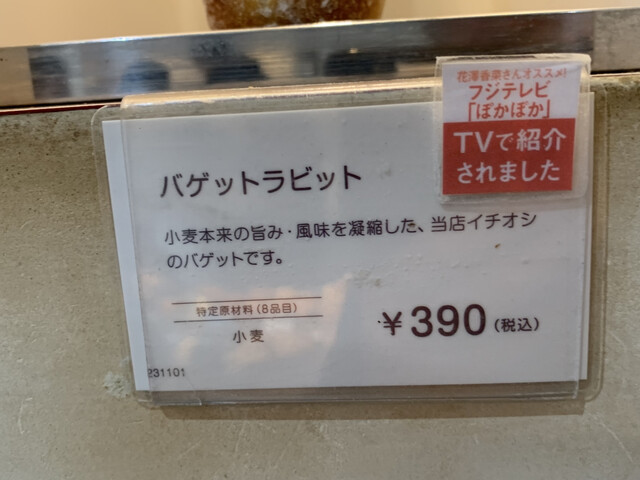 花澤香菜さんオススメ!
フジテレビ
「ぽかぽか」
TVで紹介
されました
バゲットラビット
小麦本来の旨み・風味を凝縮した、当店イチオシ
のバゲットです。
特定原材料(8品目)
小麦
¥390(税込)
231101